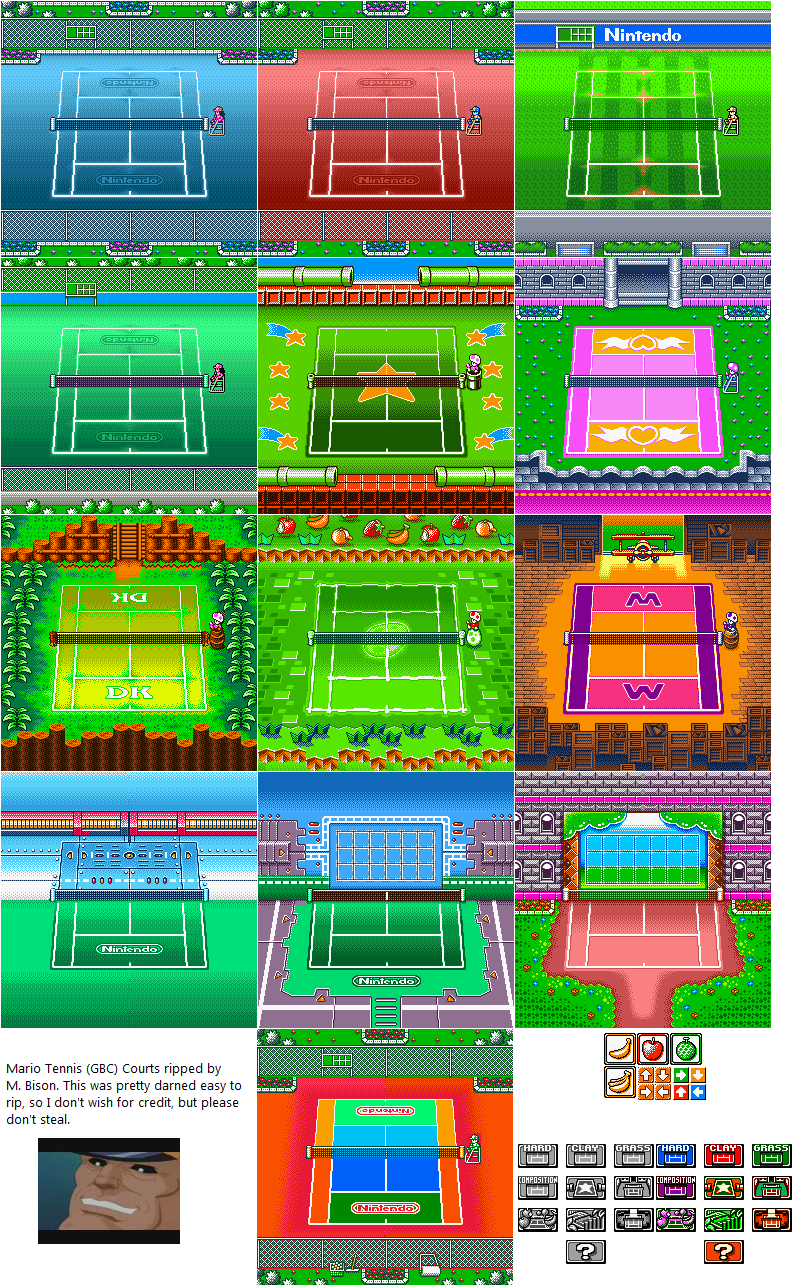 Nintendo
Nintendo
Nintendo
Nintendo
Nintendo
Nintendo
Nintendo
DK
DK
W
W
Nintendo
Nintendo
Mario Tennis (GBC) Courts ripped by
M. Bison. This was pretty darned easy to
rip, so I don't wish for credit, but please
don't steal.
Nintendo
Nintendo
HARD CLAY GRASS HARD CLAY GRASS
COMPOSITION COMPOSITION
? ?